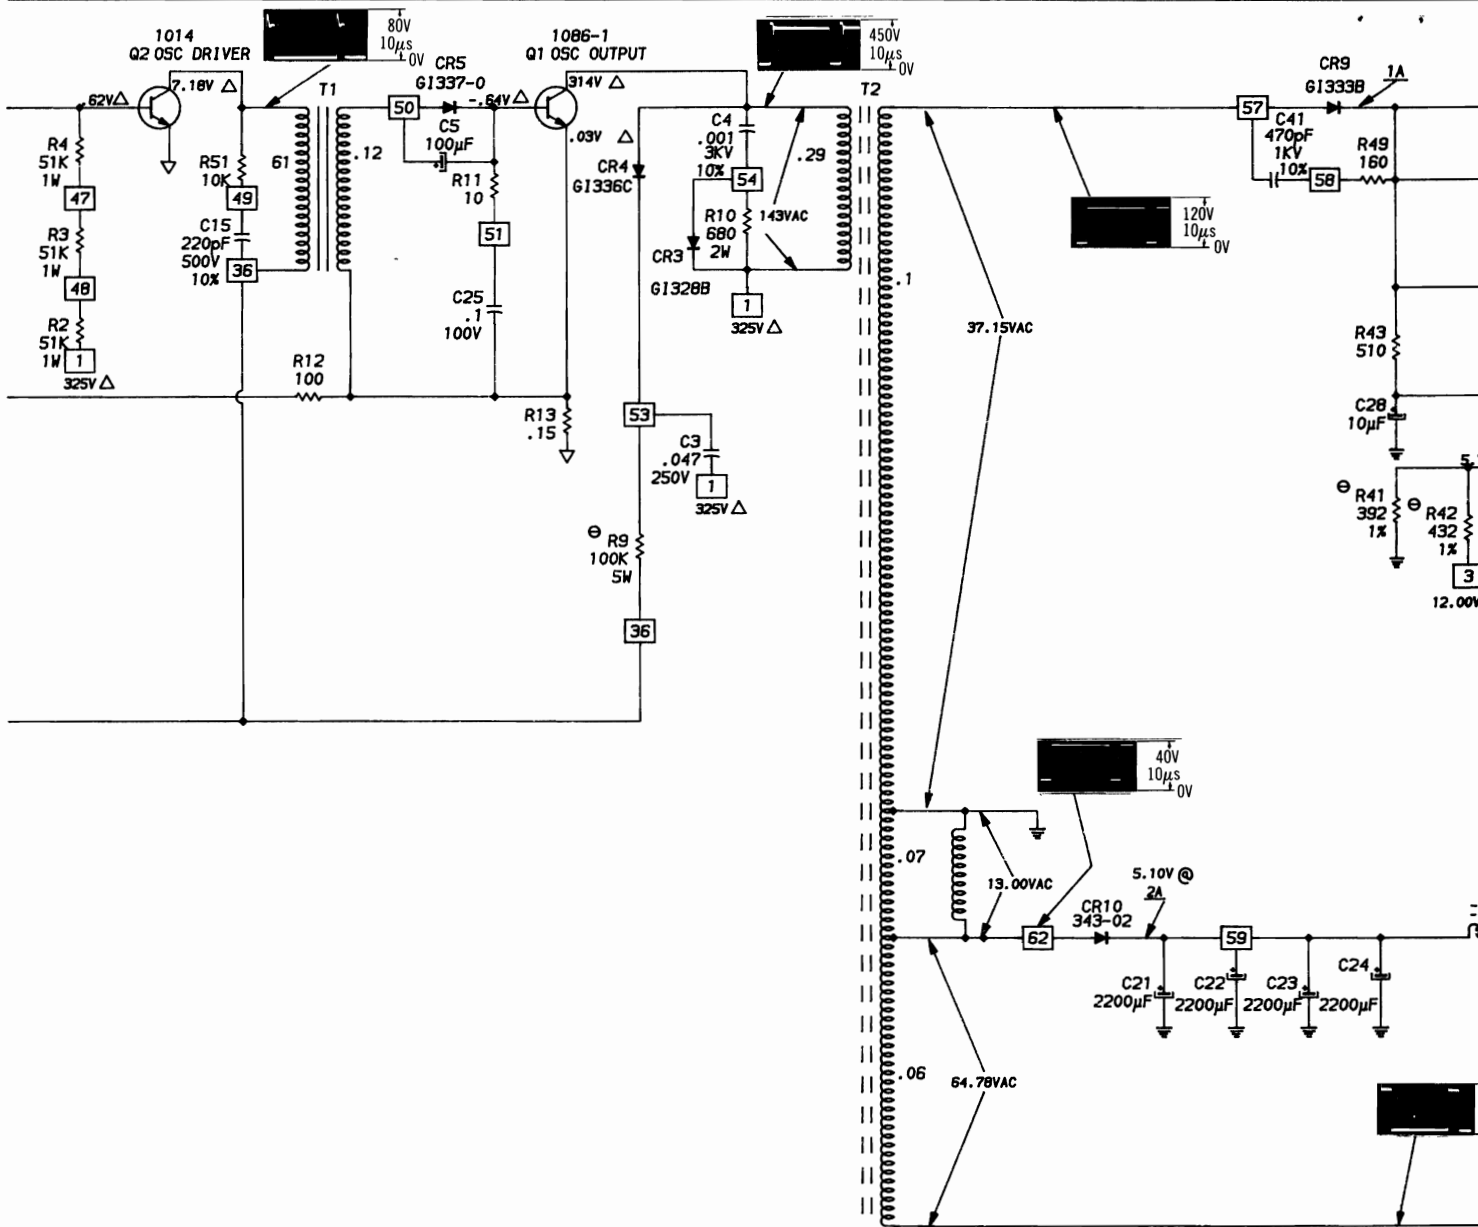 1014
Q2 OSC DRIVER
80V
10µs
0V
1086-1
Q1 OSC OUTPUT
450V
10µs
0V
CR9
GI333B
1A
.62V△
7.18V △
T1
CR5
GI337-0
-.64V△
314V △
T2
50
57
C5
100µF
.03V △
C4
.001
3KV
10%
C41
470pF
1KV
10%
R49
160
58
R4
51K
1W
47
R51
10K
49
61
.12
R11
10
CR4
GI336C
54
.29
143VAC
R10
680
2W
120V
10µs
0V
R3
51K
1W
48
C15
220pF
500V
10%
36
51
CR3
GI328B
.1
C25
.1
100V
1
325V △
37.15VAC
R2
51K
1W
1
325V △
R12
100
R43
510
R13
.15
53
C3
.047
250V
1
325V △
C28
10µF
5.
⊖ R41
392
1%
⊖ R42
432
1%
3
12.00V
⊖ R9
100K
5W
36
40V
10µs
0V
.07
13.00VAC
5.10V @
2A
CR10
343-02
62
59
C21
2200µF
C22
2200µF
C23
2200µF
C24
2200µF
.06
64.78VAC